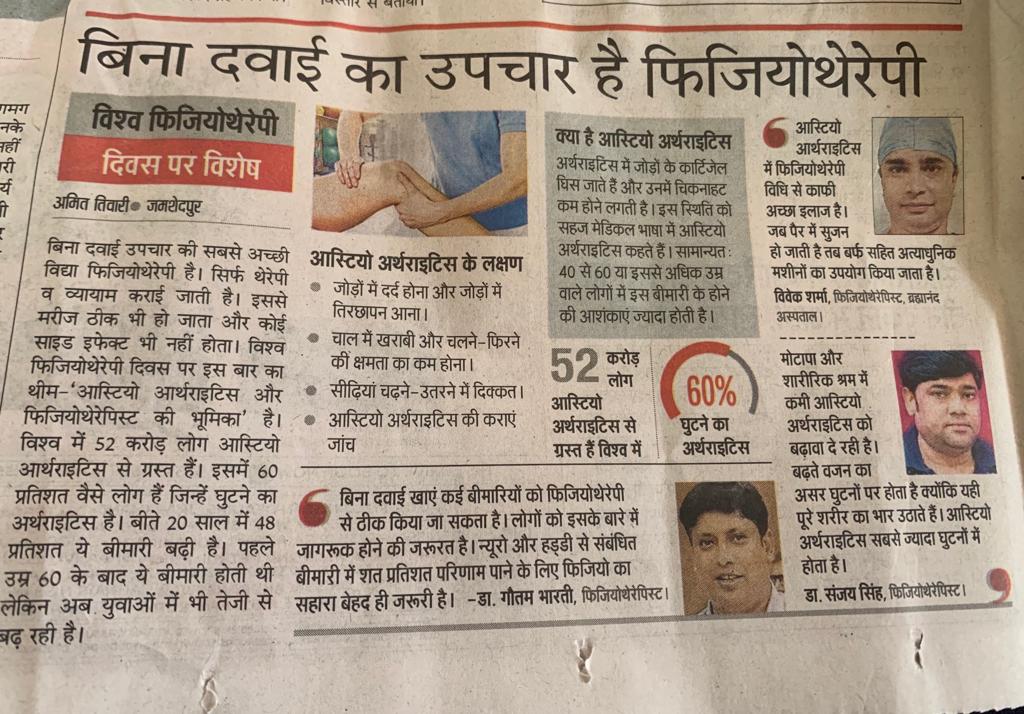 विस्तार से बताया।
बिना दवाई का उपचार है फिजियोथेरेपी
विश्व फिजियोथेरेपी
दिवस पर विशेष
अमित तिवारी● जमशेदपुर
बिना दवाई उपचार की सबसे अच्छी
विद्या फिजियोथेरेपी है। सिर्फ थेरेपी
व व्यायाम कराई जाती है। इससे
मरीज ठीक भी हो जाता और कोई
साइड इफेक्ट भी नहीं होता। विश्व
फिजियोथेरेपी दिवस पर इस बार का
थीम-'आस्टियो आर्थराइटिस और
फिजियोथेरेपिस्ट की भूमिका' है।
विश्व में 52 करोड़ लोग आस्टियो
आर्थराइटिस से ग्रस्त हैं। इसमें 60
प्रतिशत वैसे लोग हैं जिन्हें घुटने का
अर्थराइटिस है। बीते 20 साल में 48
प्रतिशत ये बीमारी बढ़ी है। पहले
उम्र 60 के बाद ये बीमारी होती थी
लेकिन अब युवाओं में भी तेजी से
बढ़ रही है।
आस्टियो अर्थराइटिस के लक्षण
● जोड़ों में दर्द होना और जोड़ों में
तिरछापन आना।
● चाल में खराबी और चलने-फिरने
की क्षमता का कम होना।
● सीढ़ियां चढ़ने-उतरने में दिक्कत।
● आस्टियो अर्थराइटिस की कराएं
जांच
क्या है आस्टियो अर्थराइटिस
अर्थराइटिस में जोड़ों के कार्टिजेल
घिस जाते हैं और उनमें चिकनाहट
कम होने लगती है। इस स्थिति को
सहज मेडिकल भाषा में आस्टियो
अर्थराइटिस कहते हैं। सामान्यत:
40 से 60 या इससे अधिक उम्र
वाले लोगों में इस बीमारी के होने
की आशंकाएं ज्यादा होती है।
52 करोड़
लोग
आस्टियो
अर्थराइटिस से
ग्रस्त हैं विश्व में
60%
घुटने का
अर्थराइटिस
बिना दवाई खाएं कई बीमारियों को फिजियोथेरेपी
से ठीक किया जा सकता है। लोगों को इसके बारे में
जागरूक होने की जरूरत है। न्यूरो और हड्डी से संबंधित
बीमारी में शत प्रतिशत परिणाम पाने के लिए फिजियो का
सहारा बेहद ही जरूरी है। -डा. गौतम भारती, फिजियोथेरेपिस्ट।
आस्टियो
आर्थराइटिस
में फिजियोथेरेपी
विधि से काफी
अच्छा इलाज है।
जब पैर में सुजन
हो जाती है तब बर्फ सहित अत्याधुनिक
मशीनों का उपयोग किया जाता है।
विवेक शर्मा, फिजियोथेरेपिस्ट, ब्रह्मानंद
अस्पताल।
मोटापा और
शारीरिक श्रम में
कमी आस्टियो
अर्थराइटिस को
बढ़ावा दे रही है।
बढ़ते वजन का
असर घुटनों पर होता है क्योंकि यही
पूरे शरीर का भार उठाते हैं। आस्टियो
अर्थराइटिस सबसे ज्यादा घुटनों में
होता है।
डा. संजय सिंह, फिजियोथेरेपिस्ट।